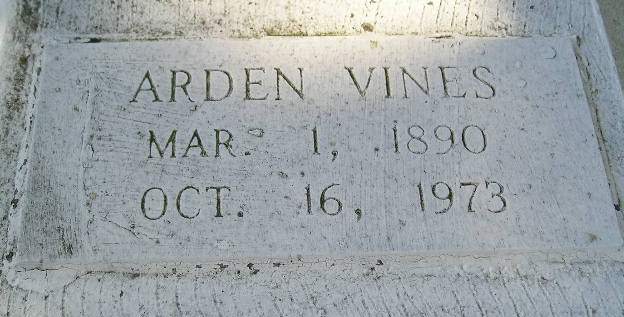 ARDEN VINES
MAR. 1, 1890
OCT. 16, 1973